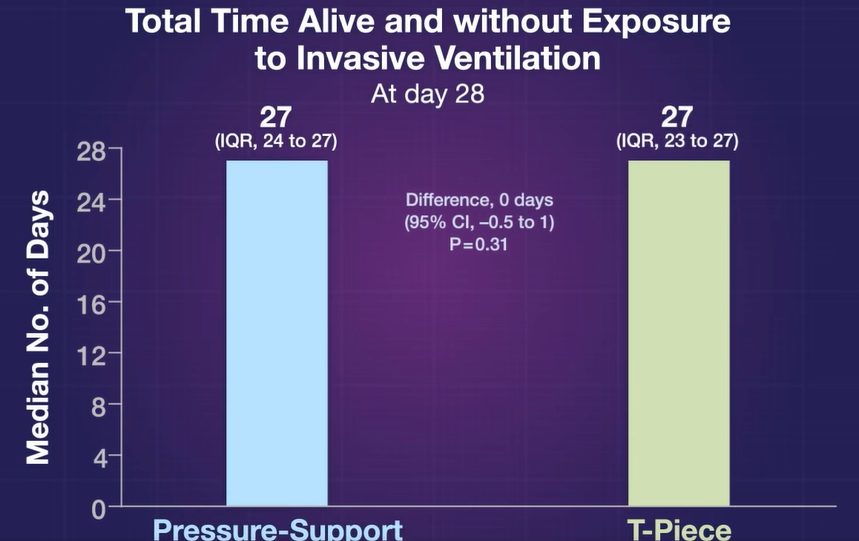 Total Time Alive and without Exposure
to Invasive Ventilation
At day 28
27
(IQR, 24 to 27)
27
(IQR, 23 to 27)
Difference, 0 days
(95% CI, –0.5 to 1)
P=0.31
Median No. of Days
28
24
20
16
12
8
4
0
Pressure-Support
T-Piece